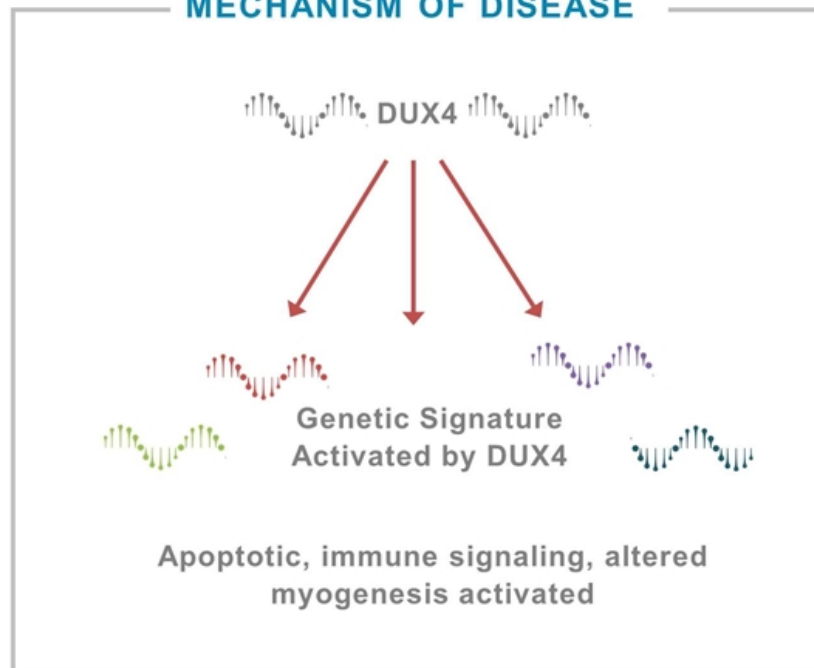 MECHANISM OF DISEASE
DUX4
Genetic Signature
Activated by DUX4
Apoptotic, immune signaling, altered
myogenesis activated